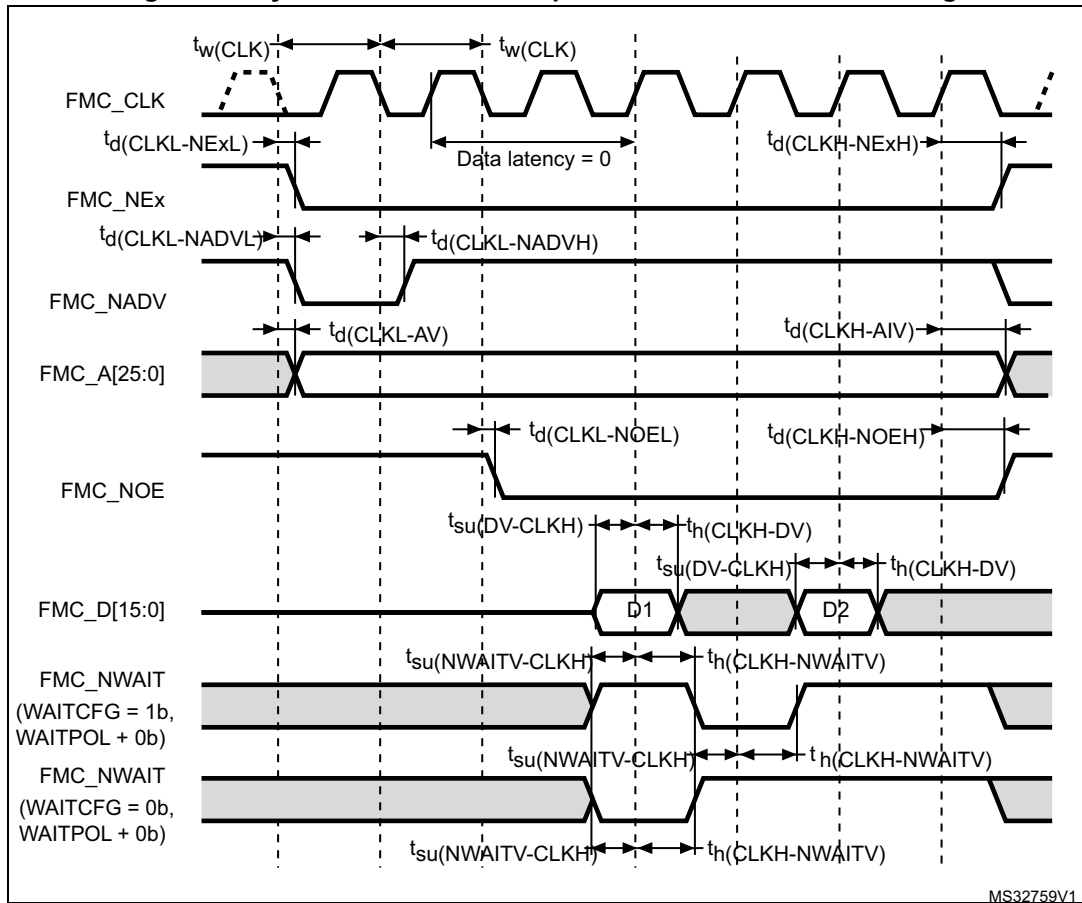 tw(CLK) tw(CLK)
FMC_CLK
td(CLKL-NExL) Data latency = 0 td(CLKH-NExH)
FMC_NEx
td(CLKL-NADVL) td(CLKL-NADVH)
FMC_NADV
td(CLKL-AV) td(CLKH-AIV)
FMC_A[25:0]
td(CLKL-NOEL) td(CLKH-NOEH)
FMC_NOE
tsu(DV-CLKH) th(CLKH-DV)
tsu(DV-CLKH) th(CLKH-DV)
FMC_D[15:0] D1 D2
tsu(NWAITV-CLKH) th(CLKH-NWAITV)
FMC_NWAIT
(WAITCFG = 1b,
WAITPOL + 0b)
tsu(NWAITV-CLKH) th(CLKH-NWAITV)
FMC_NWAIT
(WAITCFG = 0b,
WAITPOL + 0b)
tsu(NWAITV-CLKH) th(CLKH-NWAITV)
MS32759V1